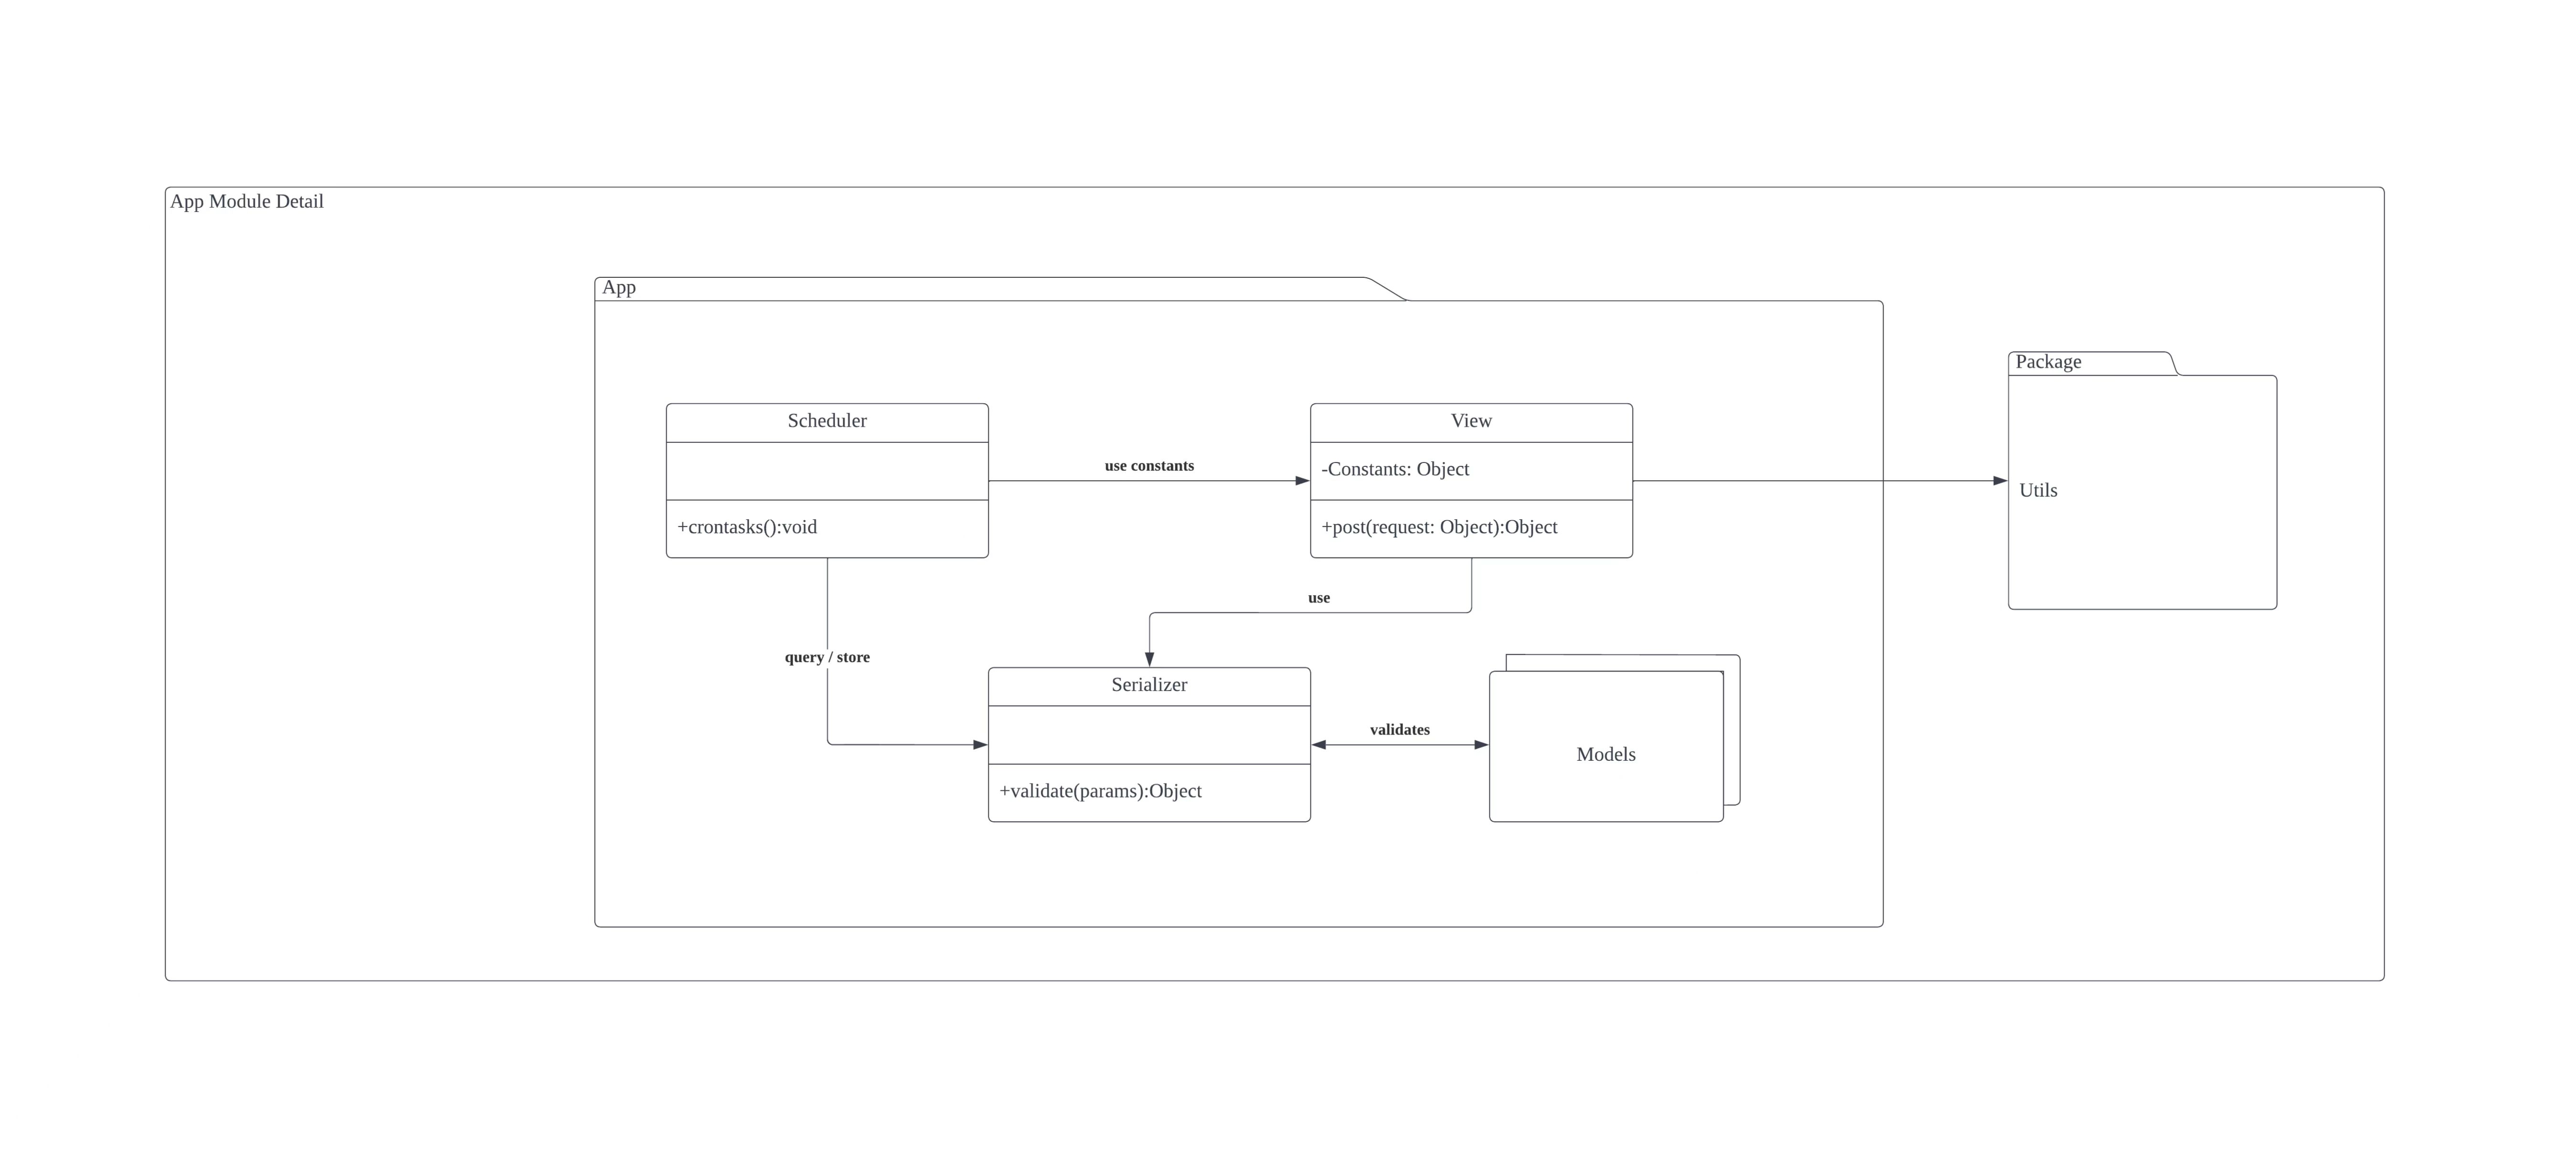 App Module Detail
App
Package
Scheduler
View
use constants
-Constants: Object
Utils
+crontasks():void
+post(request: Object):Object
use
query / store
Serializer
validates
Models
+validate(params):Object